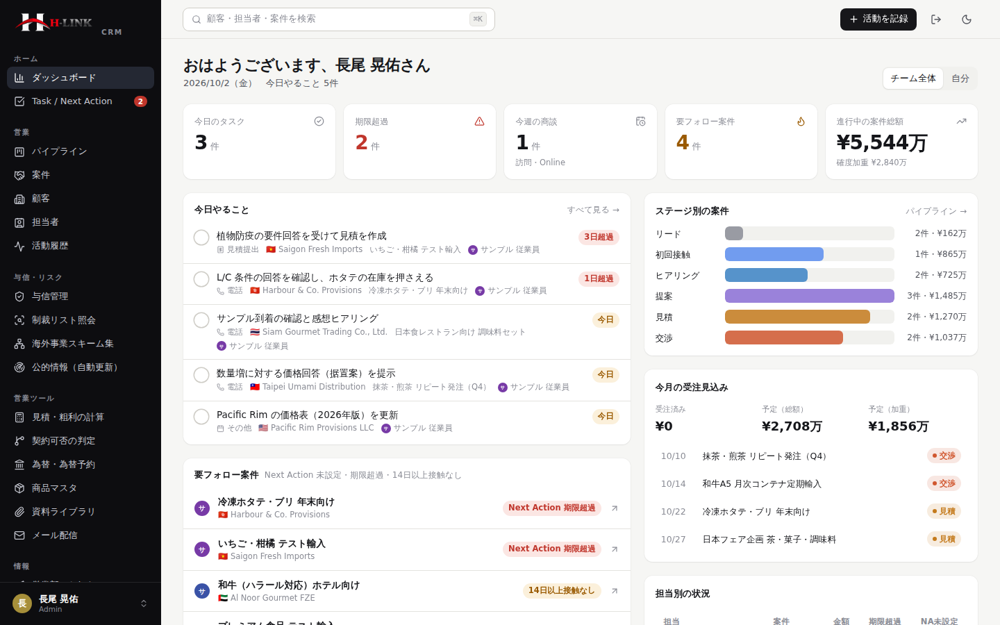 H-LINK
CRM
ホーム
ダッシュボード
Task / Next Action
2
営業
パイプライン
案件
顧客
担当者
活動履歴
与信・リスク
与信管理
制裁リスト照会
海外事業スキーム集
公的情報（自動更新）
営業ツール
見積・粗利の計算
契約可否の判定
為替・為替予約
商品マスタ
資料ライブラリ
メール配信
情報
長
長尾 晃佑
Admin
顧客・担当者・案件を検索
⌘K
活動を記録
おはようございます、長尾 晃佑さん
2026/10/2（金） 今日やること 5件
チーム全体
自分
今日のタスク
3 件
期限超過
2 件
今週の商談
1 件
訪問・Online
要フォロー案件
4 件
進行中の案件総額
¥5,544万
確度加重 ¥2,840万
今日やること
すべて見る →
植物防疫の要件回答を受けて見積を作成
見積提出 Saigon Fresh Imports いちご・柑橘 テスト輸入 サ サンプル 従業員
3日超過
L/C 条件の回答を確認し、ホタテの在庫を押さえる
電話 Harbour & Co. Provisions 冷凍ホタテ・ブリ 年末向け サ サンプル 従業員
1日超過
サンプル到着の確認と感想ヒアリング
電話 Siam Gourmet Trading Co., Ltd. 日本食レストラン向け 調味料セット
サ サンプル 従業員
今日
数量増に対する価格回答（据置案）を提示
電話 Taipei Umami Distribution 抹茶・煎茶 リピート発注（Q4） サ サンプル 従業員
今日
Pacific Rim の価格表（2026年版）を更新
その他 Pacific Rim Provisions LLC サ サンプル 従業員
今日
要フォロー案件 Next Action 未設定・期限超過・14日以上接触なし
サ
冷凍ホタテ・ブリ 年末向け
Harbour & Co. Provisions
Next Action 期限超過
サ
いちご・柑橘 テスト輸入
Saigon Fresh Imports
Next Action 期限超過
サ
和牛（ハラール対応）ホテル向け
Al Noor Gourmet FZE
14日以上接触なし
プレミアム食品 テスト輸入
ステージ別の案件
パイプライン →
リード
2件・¥162万
初回接触
1件・¥865万
ヒアリング
2件・¥725万
提案
3件・¥1,485万
見積
2件・¥1,270万
交渉
2件・¥1,037万
今月の受注見込み
受注済み
¥0
予定（総額）
¥2,708万
予定（加重）
¥1,856万
10/10 抹茶・煎茶 リピート発注（Q4） 交渉
10/14 和牛A5 月次コンテナ定期輸入 交渉
10/22 冷凍ホタテ・ブリ 年末向け 見積
10/27 日本フェア企画 茶・菓子・調味料 見積
担当別の状況
担当 案件 金額 期限超過 NA未設定